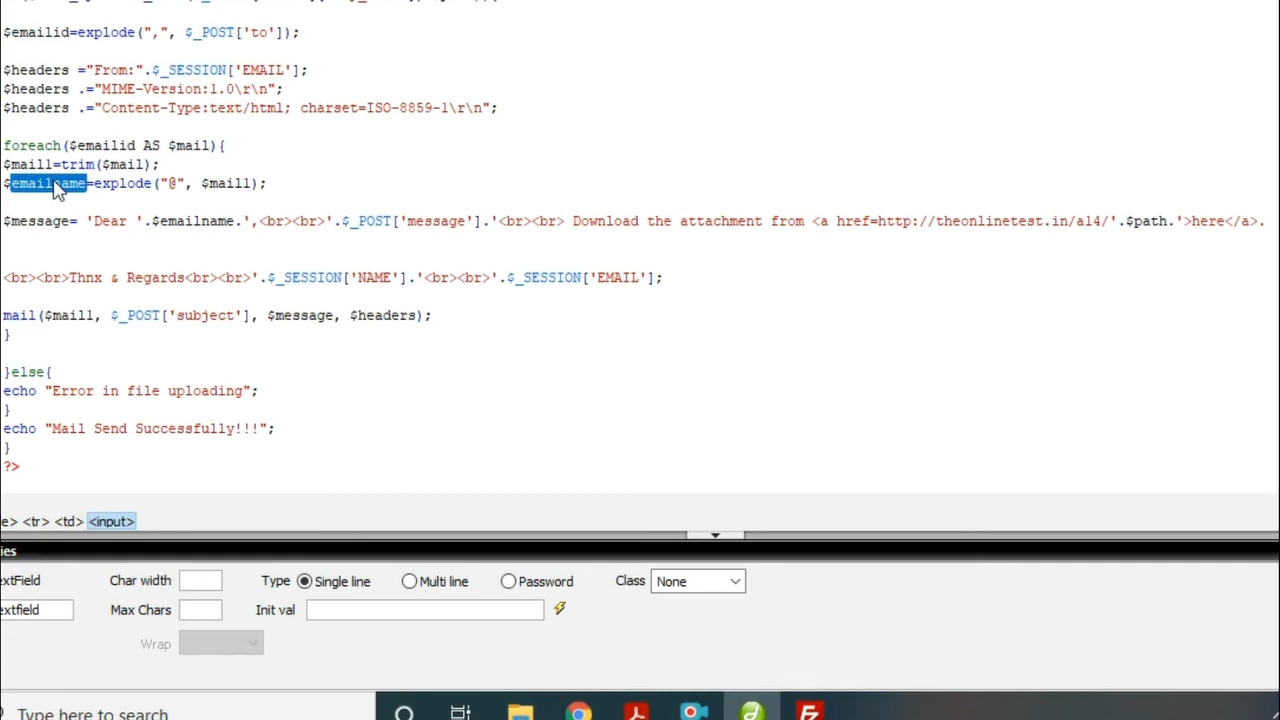 $emailid=explode(",", $_POST['to']);
$headers ="From:".$_SESSION['EMAIL'];
$headers .="MIME-Version:1.0\r\n";
$headers .="Content-Type:text/html; charset=ISO-8859-1\r\n";
foreach($emailid AS $mail){
$mail1=trim($mail);
$emailname=explode("@", $mail1);
$message= 'Dear '.$emailname.',<br><br>'.$_POST['message'].'<br><br> Download the attachment from <a href=http://theonlinetest.in/a14/'.$path.'>here</a>.
<br><br>Thnx & Regards<br><br>'.$_SESSION['NAME'].'<br><br>'.$_SESSION['EMAIL'];
mail($mail1, $_POST['subject'], $message, $headers);
}
}else{
echo "Error in file uploading";
}
echo "Mail Send Successfully!!!";
}
?>
e> <tr> <td> <input>
ies
extField Char width Type Single line Multi line Password Class None
extfield Max Chars Init val
Wrap
Type here to search